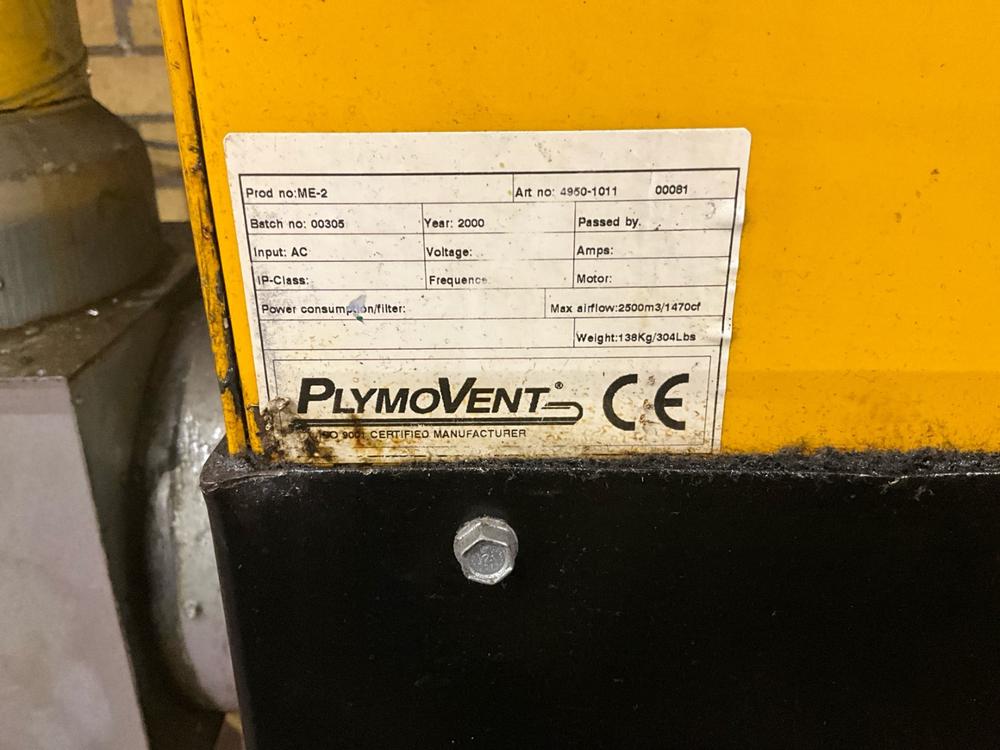 Prod no:ME-2 Art no: 4950-1011 00081
Batch no: 00305 Year: 2000 Passed by.
Input: AC Voltage: Amps:
IP-Class: Frequence Motor:
Power consumption/filter: Max airflow:2500m3/1470cf
Weight:138Kg/304Lbs
PLYMOVENT® CE
ISO 9001 CERTIFIED MANUFACTURER